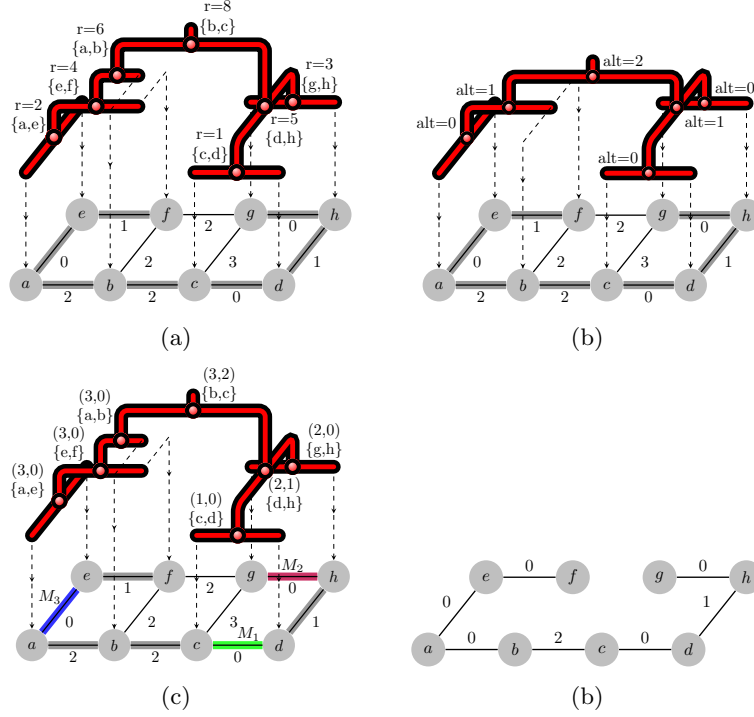 r=8
{b,c}
r=6
{a,b}
r=4
{e,f}
r=2
{a,e}
r=3
{g,h}
r=5
{d,h}
r=1
{c,d}
e f g h
1 2 0
0 2 3 1
a b c d
2 2 0
(a)
alt=2
alt=1
alt=0
alt=0
alt=1
alt=0
e f g h
1 2 0
0 2 3 1
a b c d
2 2 0
(b)
(3,2)
{b,c}
(3,0)
{a,b}
(3,0)
{e,f}
(3,0)
{a,e}
(2,0)
{g,h}
(2,1)
{d,h}
(1,0)
{c,d}
M2
e f g h
M3 1 2 0
0 2 3 M1 1
a b c d
2 2 0
(c)
0 0
e f g h
0 1
a b c d
0 2 0
(b)